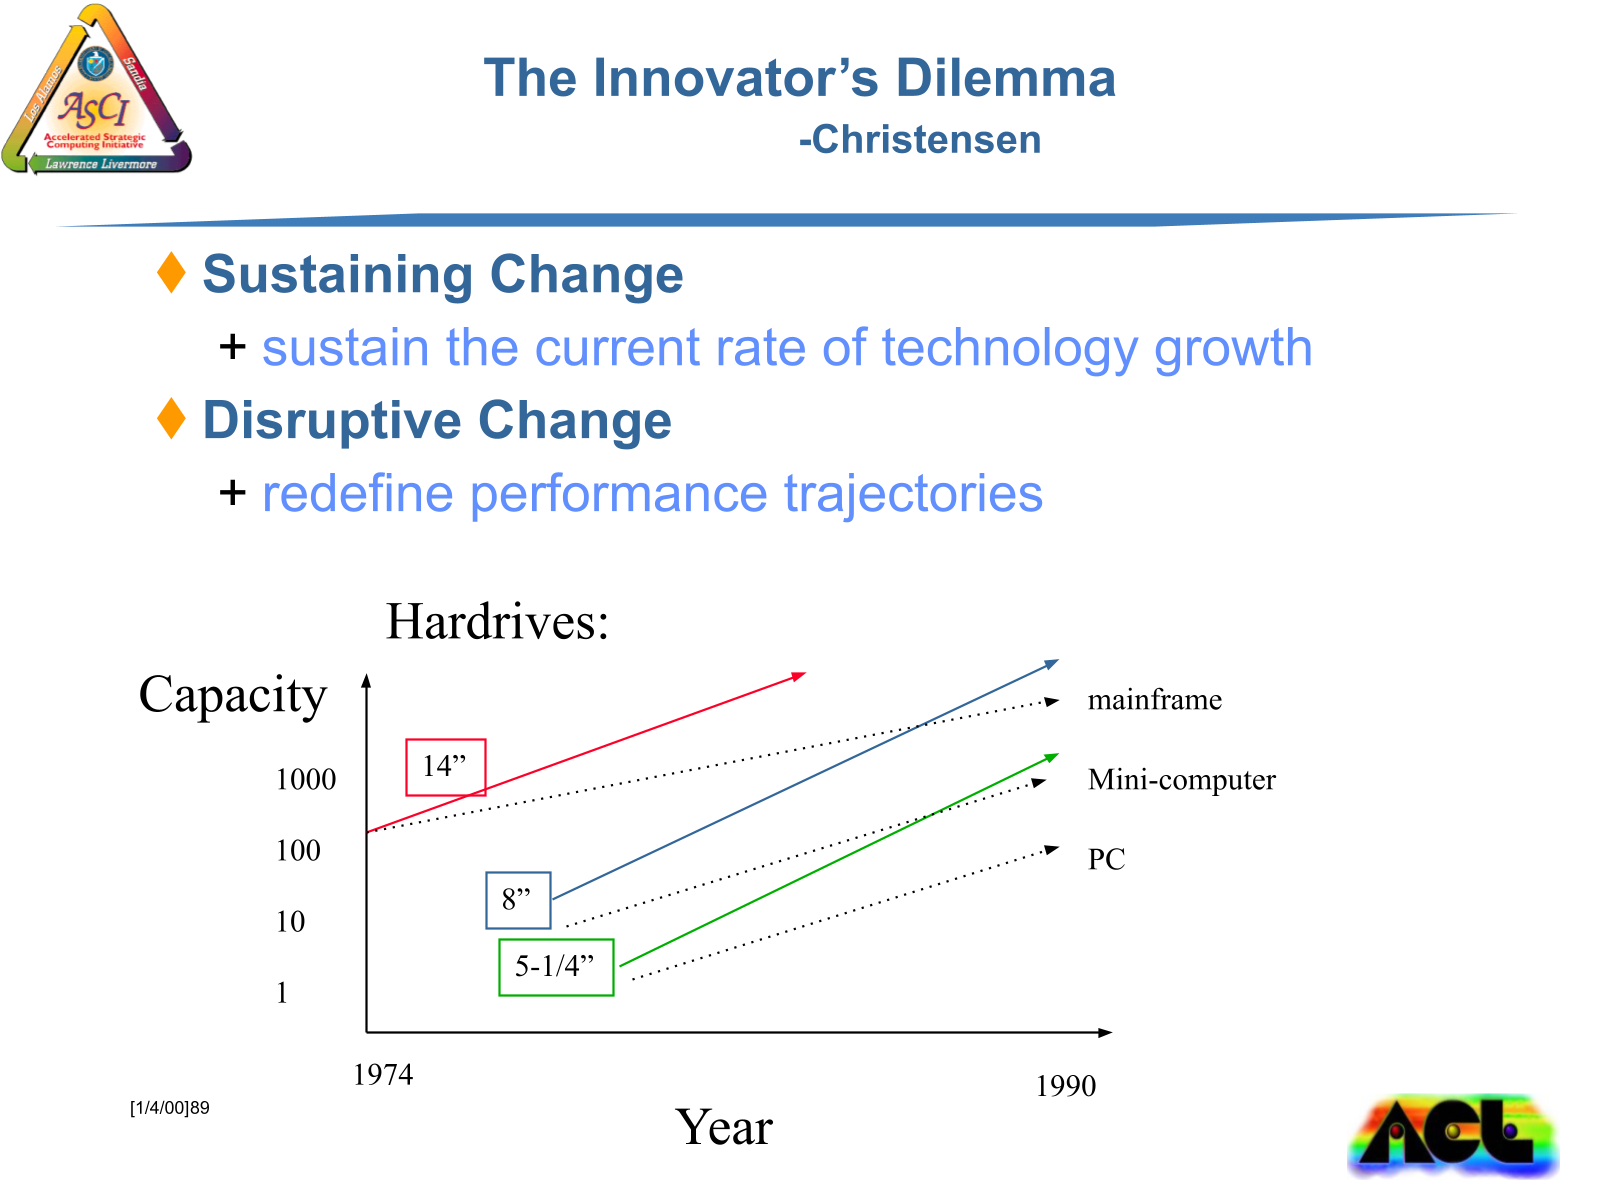 Los Alamos
Sandia
ASCI
Accelerated Strategic
Computing Initiative
Lawrence Livermore
The Innovator’s Dilemma
-Christensen
Sustaining Change
+ sustain the current rate of technology growth
Disruptive Change
+ redefine performance trajectories
Hardrives:
Capacity
mainframe
14”
1000
Mini-computer
100
PC
8”
10
5-1/4”
1
1974
1990
[1/4/00]89
Year
ACL